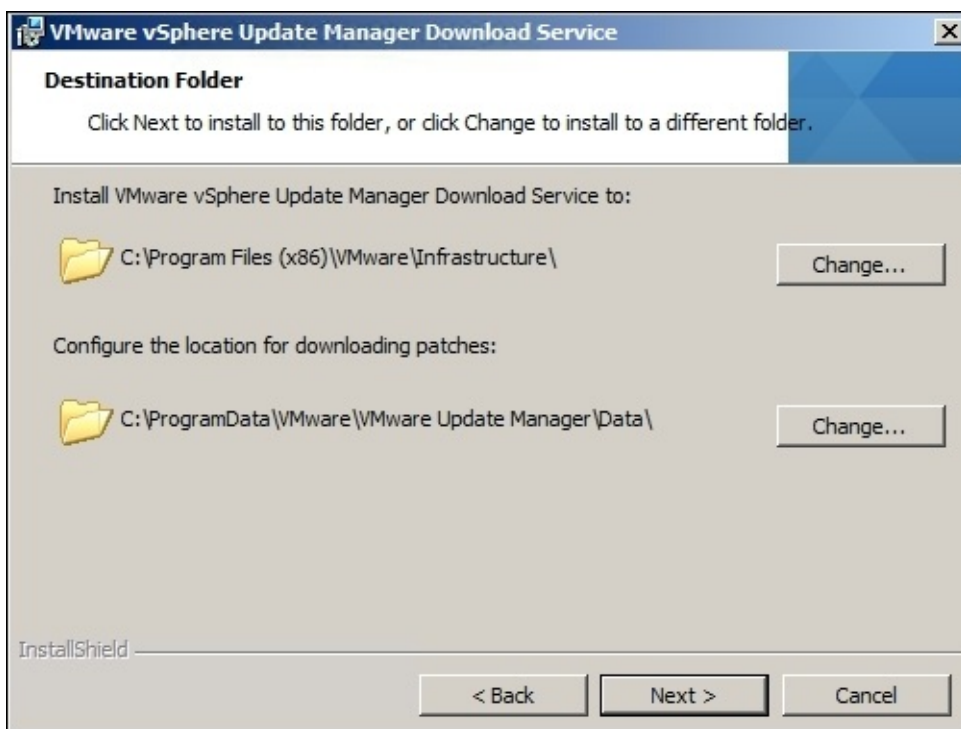 VMware vSphere Update Manager Download Service
Destination Folder
Click Next to install to this folder, or click Change to install to a different folder.
Install VMware vSphere Update Manager Download Service to:
C:\Program Files (x86)\VMware\Infrastructure\
Change...
Configure the location for downloading patches:
C:\ProgramData\VMware\VMware Update Manager\Data\
Change...
InstallShield
< Back
Next >
Cancel